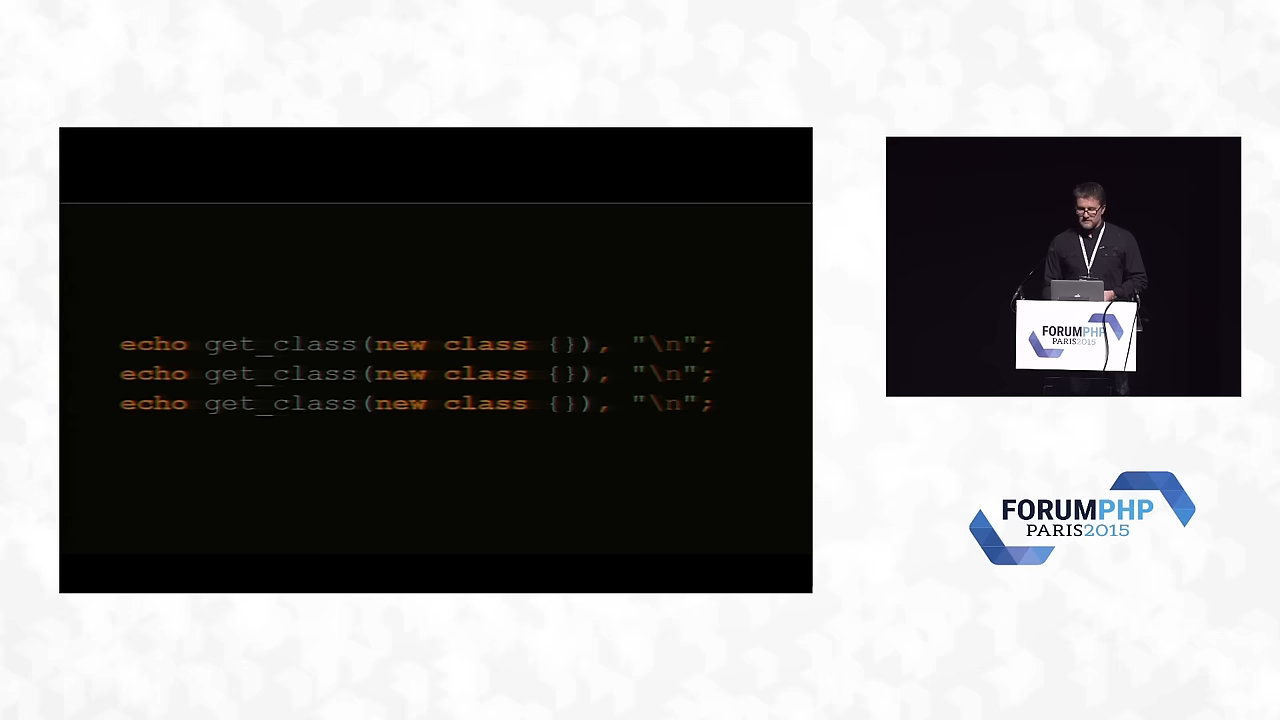 echo get_class(new class {}), "\n";
echo get_class(new class {}), "\n";
echo get_class(new class {}), "\n";
FORUMPHP
PARIS2015
FORUMPHP
PARIS2015